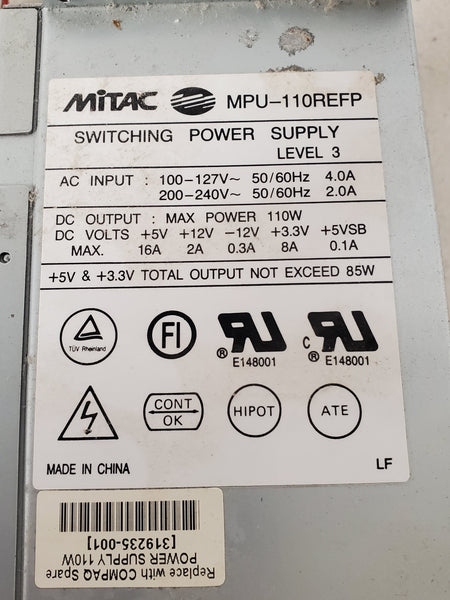 MiTAC MPU-110REFP
SWITCHING POWER SUPPLY
LEVEL 3
AC INPUT : 100-127V~ 50/60Hz 4.0A
200-240V~ 50/60Hz 2.0A
DC OUTPUT : MAX POWER 110W
DC VOLTS +5V +12V -12V +3.3V +5VSB
MAX. 16A 2A 0.3A 8A 0.1A
+5V & +3.3V TOTAL OUTPUT NOT EXCEED 85W
TÜV Rheinland
FI
RU ® E148001
C RU ® E148001
CONT OK
HIPOT
ATE
MADE IN CHINA
LF
Replace with COMPAQ Spare
POWER SUPPLY 110W
[319235-001]